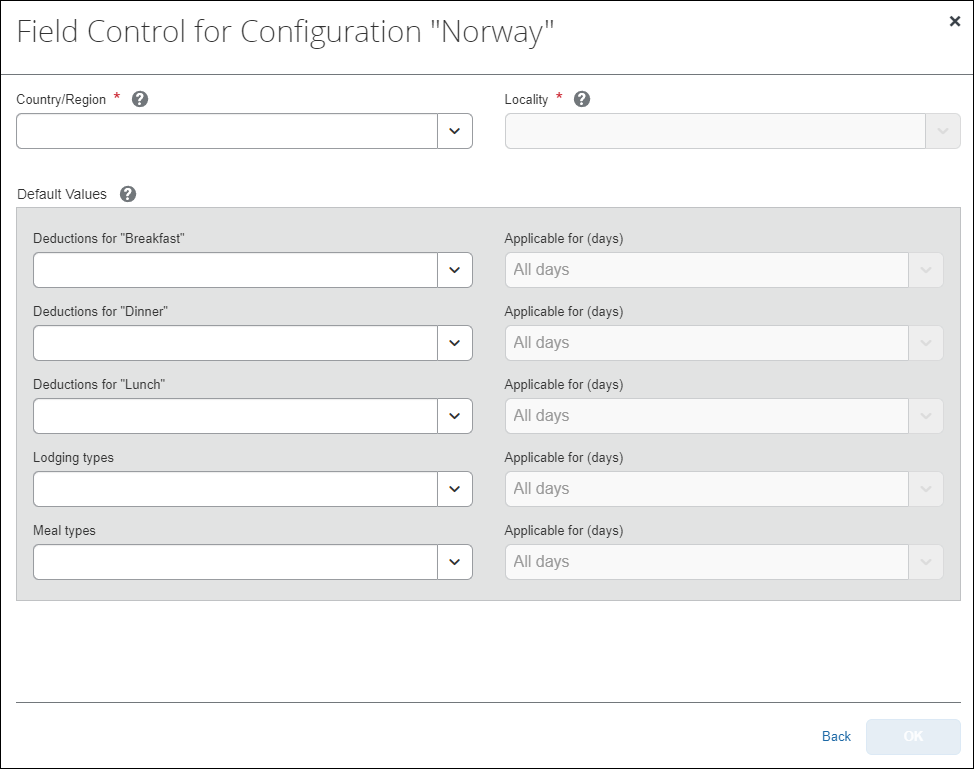 Field Control for Configuration "Norway"
Country/Region * ?
Locality * ?
Default Values ?
Deductions for "Breakfast"
Applicable for (days)
All days
Deductions for "Dinner"
Applicable for (days)
All days
Deductions for "Lunch"
Applicable for (days)
All days
Lodging types
Applicable for (days)
All days
Meal types
Applicable for (days)
All days
Back
OK